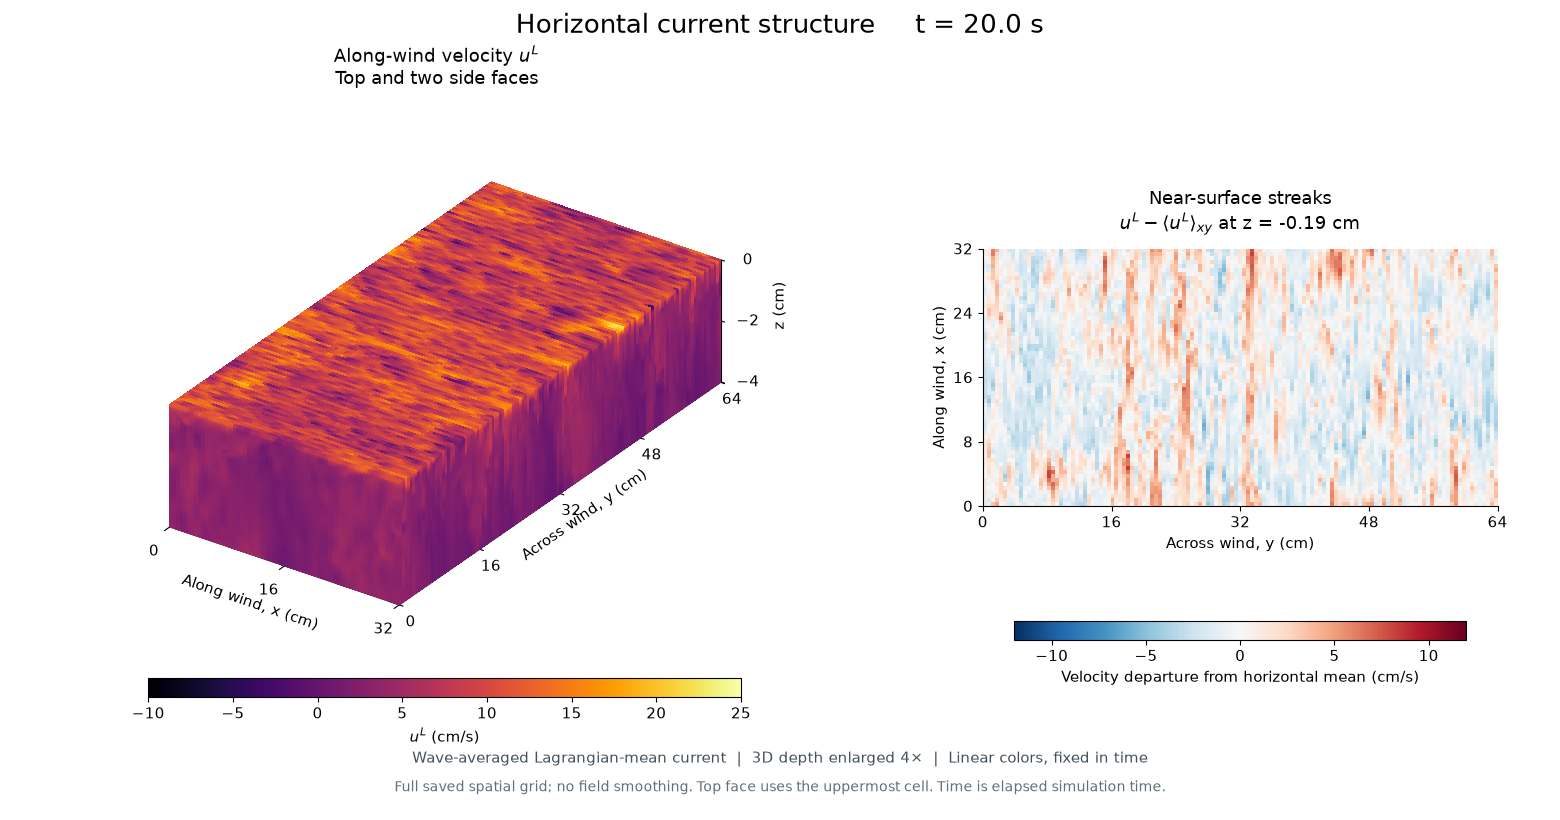 Horizontal current structure t = 20.0 s
Along-wind velocity u^L
Top and two side faces
0
−2
−4
z (cm)
64
48
32
16
0
Across wind, y (cm)
0
16
32
Along wind, x (cm)
−10 −5 0 5 10 15 20 25
u^L (cm/s)
Near-surface streaks
u^L − ⟨u^L⟩_xy at z = -0.19 cm
32
24
16
8
0
Along wind, x (cm)
0 16 32 48 64
Across wind, y (cm)
−10 −5 0 5 10
Velocity departure from horizontal mean (cm/s)
Wave-averaged Lagrangian-mean current | 3D depth enlarged 4× | Linear colors, fixed in time
Full saved spatial grid; no field smoothing. Top face uses the uppermost cell. Time is elapsed simulation time.